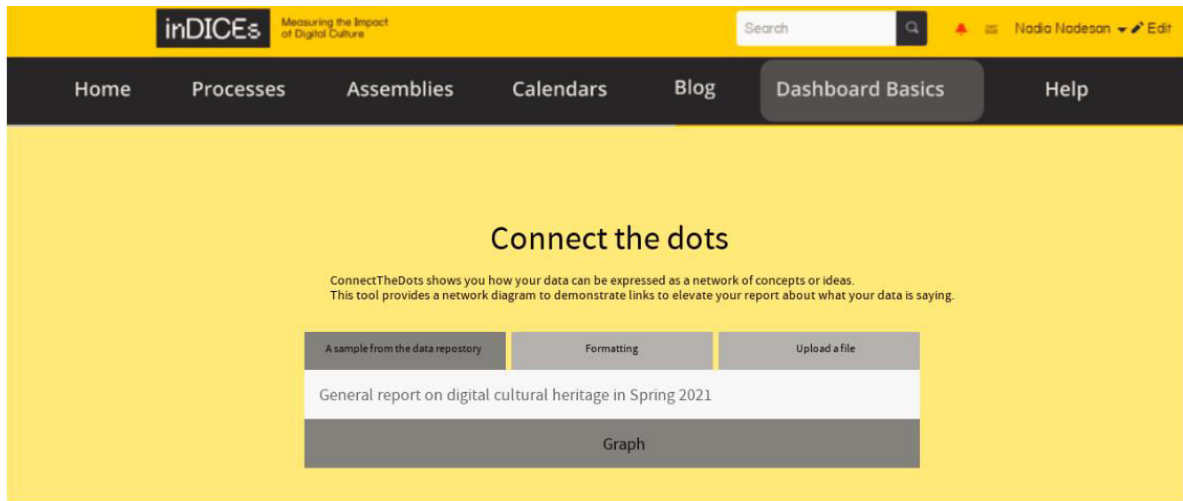 inDICEs
Measuring the Impact
of Digital Culture
Search
Nadia Nadesan
Edit
Home
Processes
Assemblies
Calendars
Blog
Dashboard Basics
Help
Connect the dots
ConnectTheDots shows you how your data can be expressed as a network of concepts or ideas.
This tool provides a network diagram to demonstrate links to elevate your report about what your data is saying.
A sample from the data repostory
Formatting
Upload a file
General report on digital cultural heritage in Spring 2021
Graph